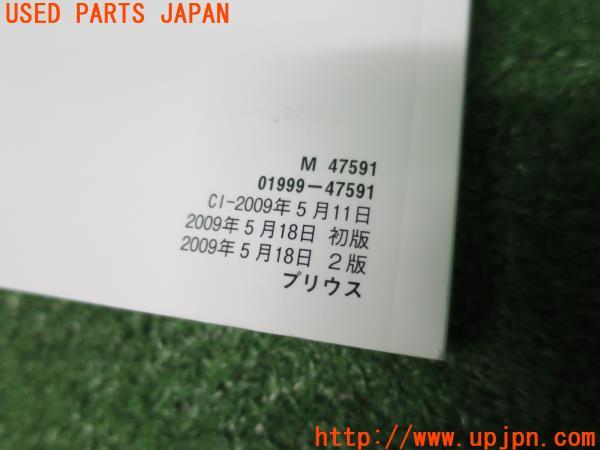 USED PARTS JAPAN
M 47591
01999-47591
CI-2009年5月11日
2009年5月18日 初版
2009年5月18日 2版
プリウス
http://www.upjpn.com